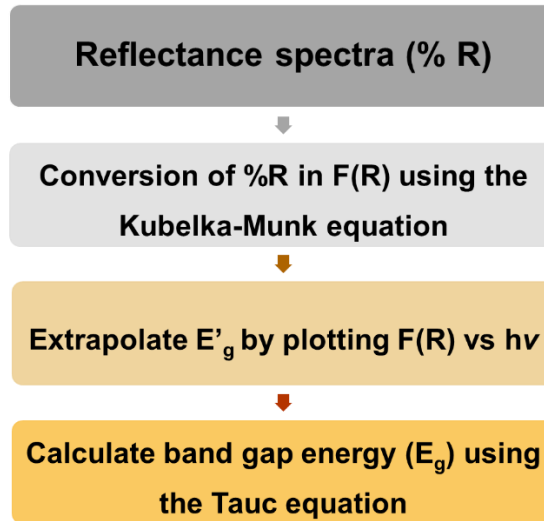 Reflectance spectra (% R)
Conversion of %R in F(R) using the
Kubelka-Munk equation
Extrapolate E’g by plotting F(R) vs hv
Calculate band gap energy (Eg) using
the Tauc equation